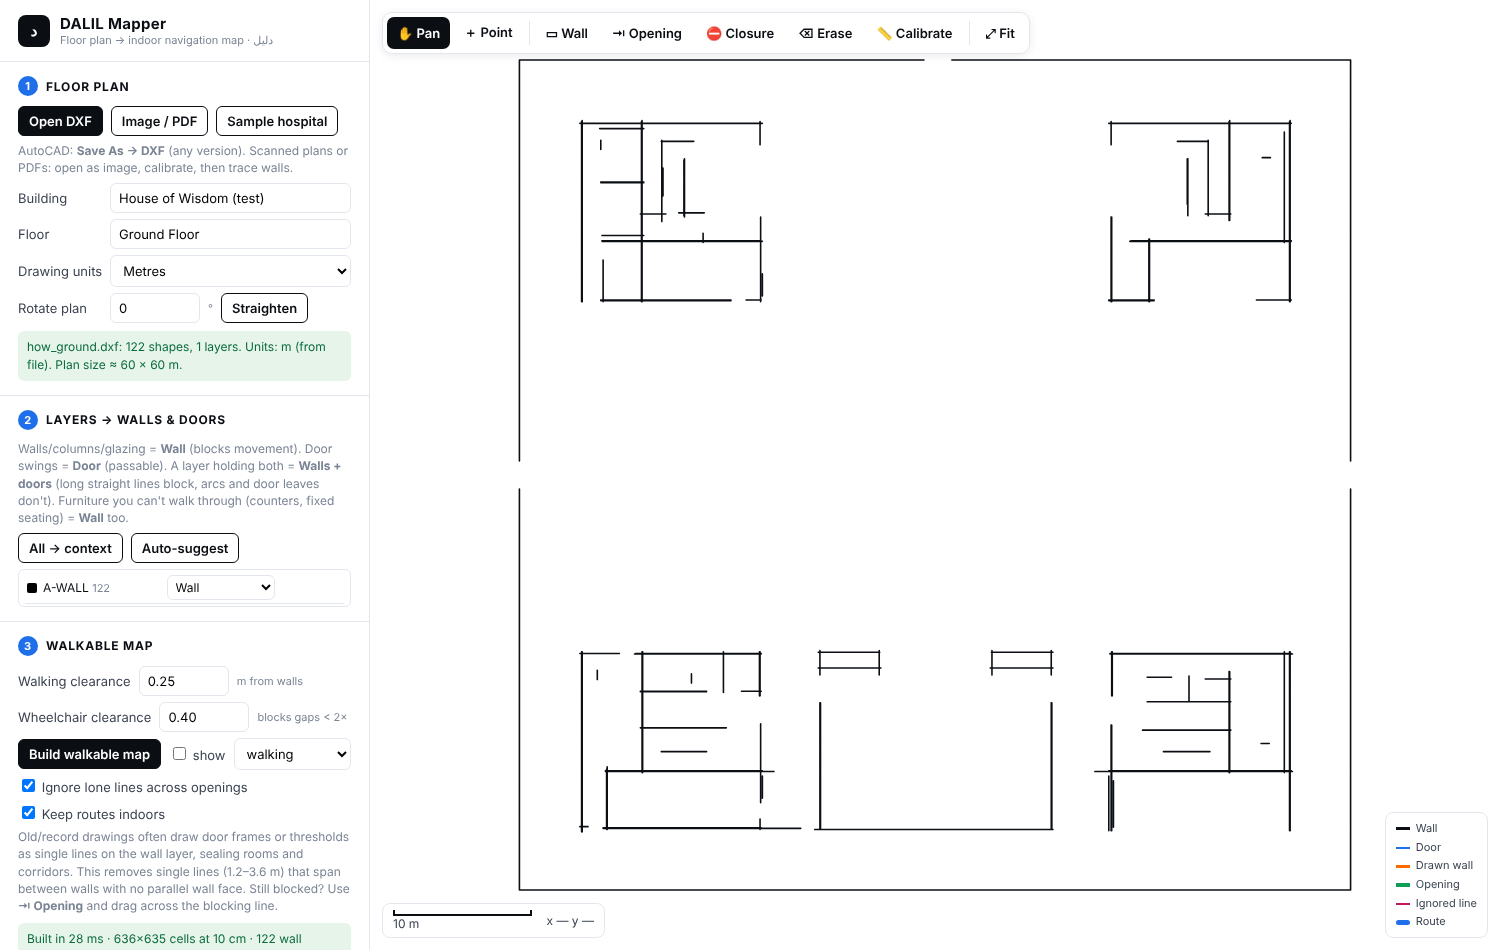 د
DALIL Mapper
Floor plan → indoor navigation map · دليل
1 FLOOR PLAN
Open DXF Image / PDF Sample hospital
AutoCAD: Save As → DXF (any version). Scanned plans or
PDFs: open as image, calibrate, then trace walls.
Building House of Wisdom (test)
Floor Ground Floor
Drawing units Metres
Rotate plan 0 ° Straighten
how_ground.dxf: 122 shapes, 1 layers. Units: m (from
file). Plan size ≈ 60 × 60 m.
2 LAYERS → WALLS & DOORS
Walls/columns/glazing = Wall (blocks movement). Door
swings = Door (passable). A layer holding both = Walls +
doors (long straight lines block, arcs and door leaves
don't). Furniture you can't walk through (counters, fixed
seating) = Wall too.
All → context Auto-suggest
A-WALL 122 Wall
3 WALKABLE MAP
Walking clearance 0.25 m from walls
Wheelchair clearance 0.40 blocks gaps < 2×
Build walkable map show walking
Ignore lone lines across openings
Keep routes indoors
Old/record drawings often draw door frames or thresholds
as single lines on the wall layer, sealing rooms and
corridors. This removes single lines (1.2–3.6 m) that span
between walls with no parallel wall face. Still blocked? Use
⇥ Opening and drag across the blocking line.
Built in 28 ms · 636×635 cells at 10 cm · 122 wall
Pan + Point Wall Opening Closure Erase Calibrate Fit
10 m x — y —
Wall
Door
Drawn wall
Opening
Ignored line
Route